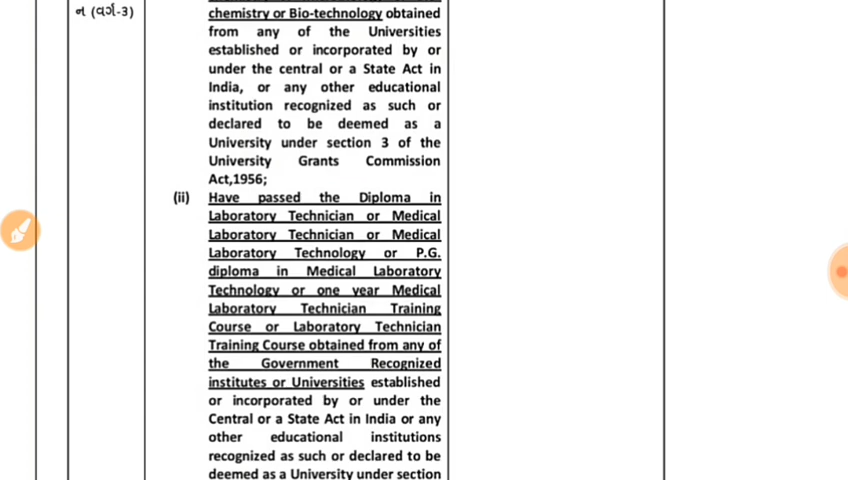 ન (વર્ગ-3)
chemistry or Bio-technology obtained
from any of the Universities
established or incorporated by or
under the central or a State Act in
India, or any other educational
institution recognized as such or
declared to be deemed as a
University under section 3 of the
University Grants Commission
Act,1956;
(ii) Have passed the Diploma in
Laboratory Technician or Medical
Laboratory Technician or Medical
Laboratory Technology or P.G.
diploma in Medical Laboratory
Technology or one year Medical
Laboratory Technician Training
Course or Laboratory Technician
Training Course obtained from any of
the Government Recognized
institutes or Universities established
or incorporated by or under the
Central or a State Act in India or any
other educational institutions
recognized as such or declared to be
deemed as a University under section